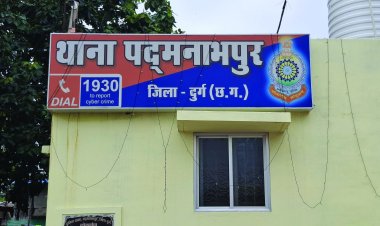 थाना पद्मनाभपुर
DIAL 1930
to report
cyber crime
जिला - दुर्ग (छ.ग.)